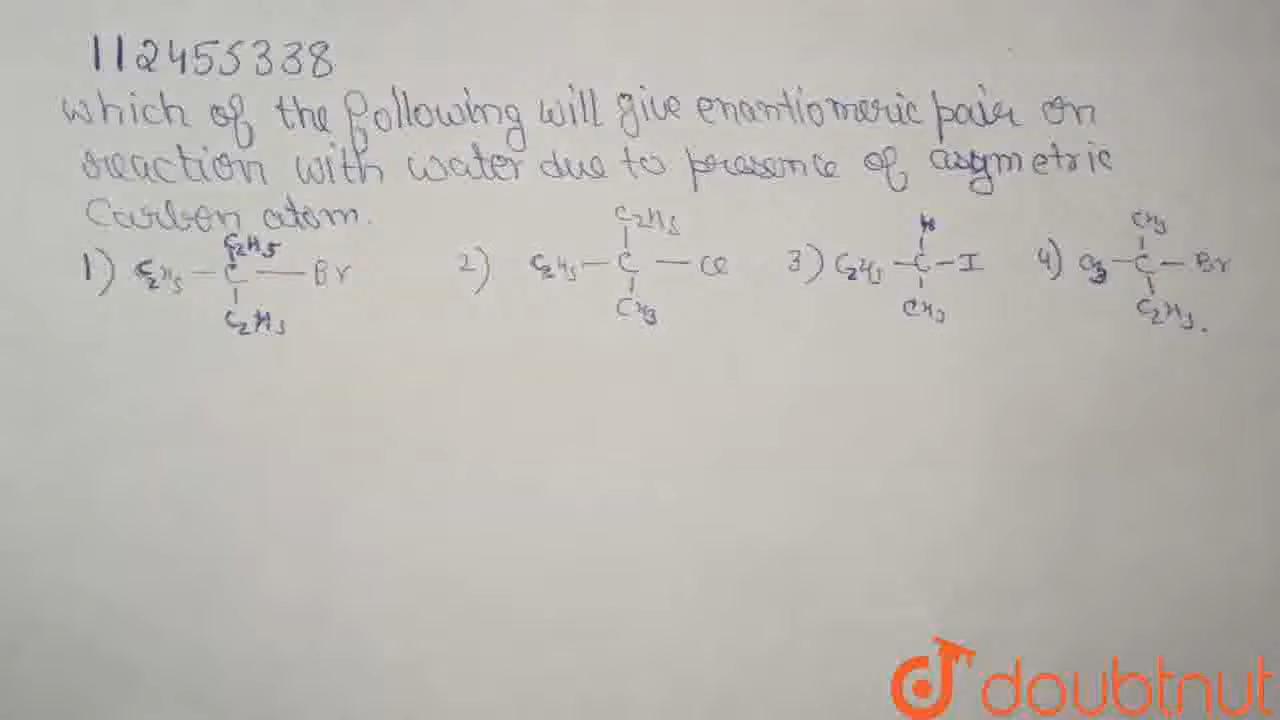 112455338
which of the following will give enantiomeric pair on
reaction with water due to presence of asymetric
Carbon atom.
1) C2H5 - C - Br 2) C2H5 - C - Cl 3) C2H5 - C - I 4) CH3 - C - Br
C2H5 C2H5 H CH3
C2H5 CH3 CH3 C2H5.
doubtnut